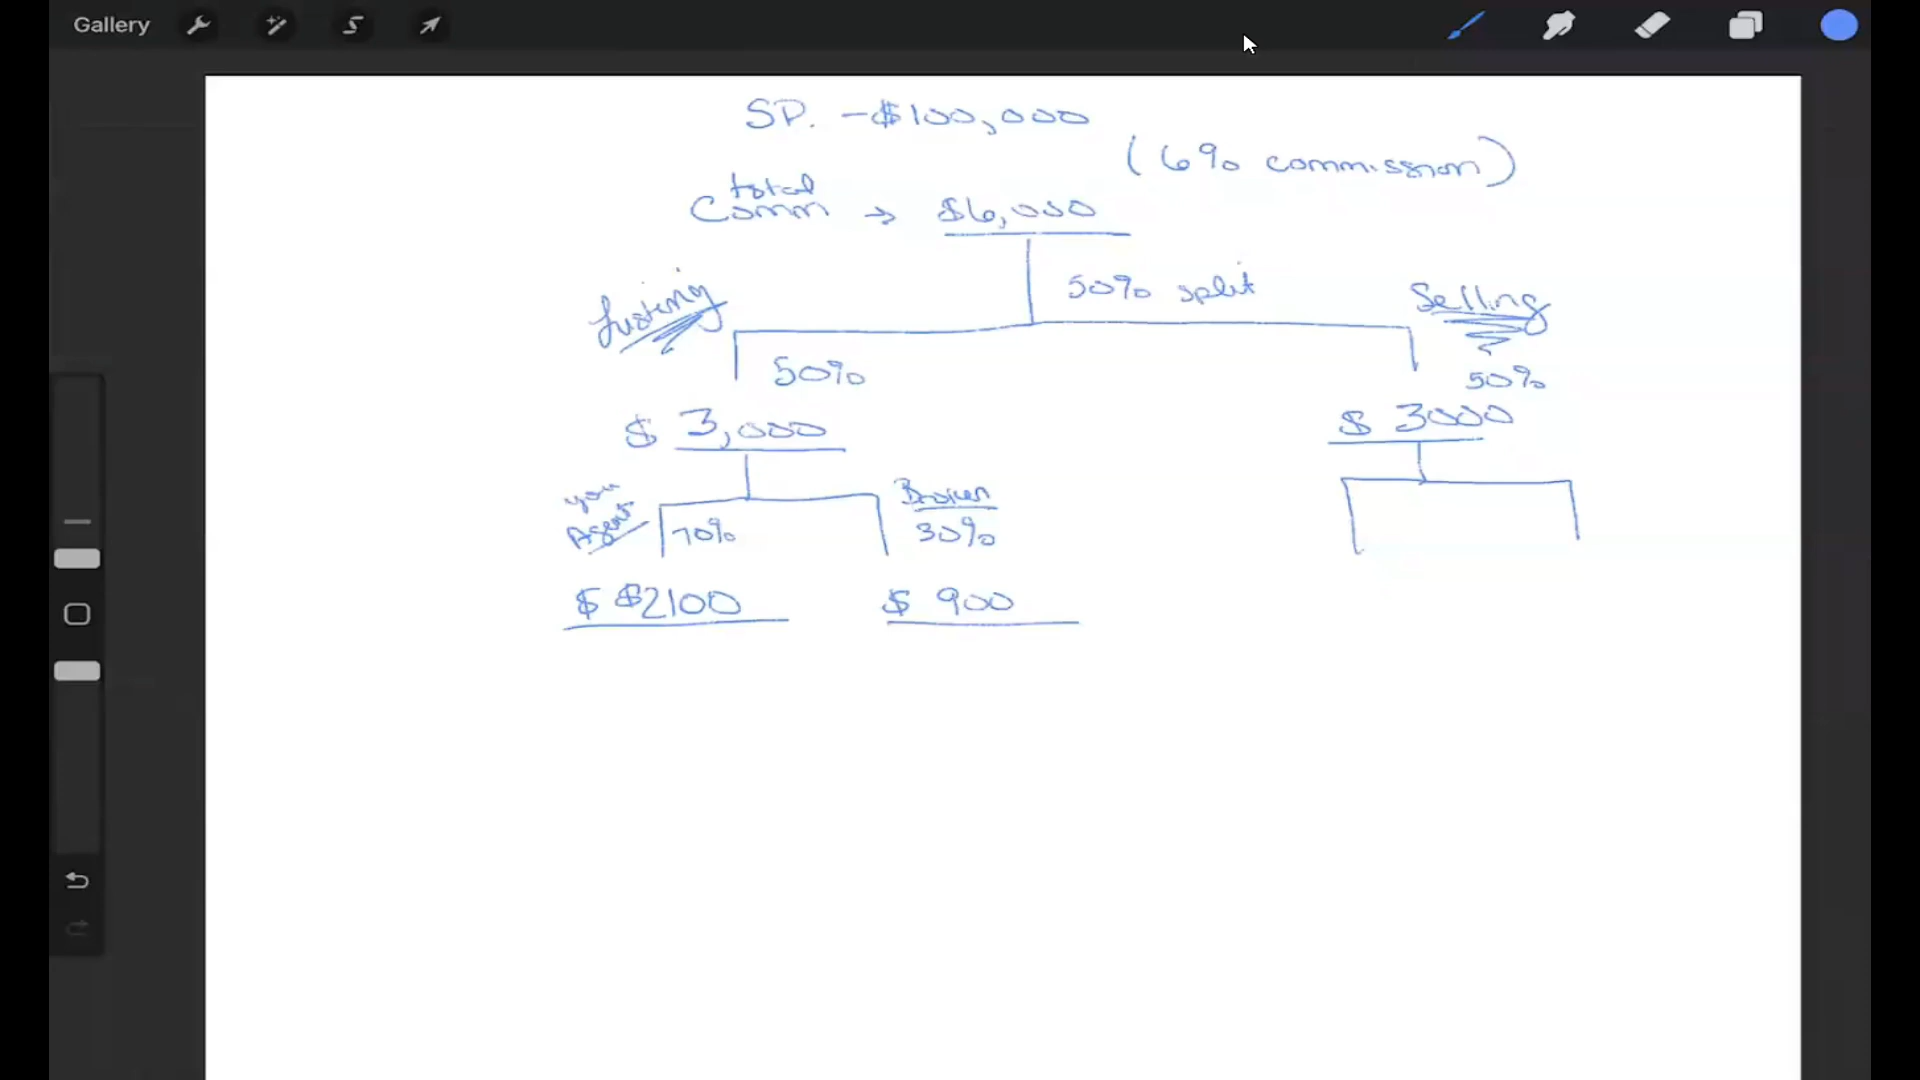 Gallery
SP. - $100,000
(6% commission)
total
Comm → $6,000
50% split
Listing
Selling
50%
50%
$ 3,000
$ 3000
you
Agent
70%
Broker
30%
$ $2100
$ 900